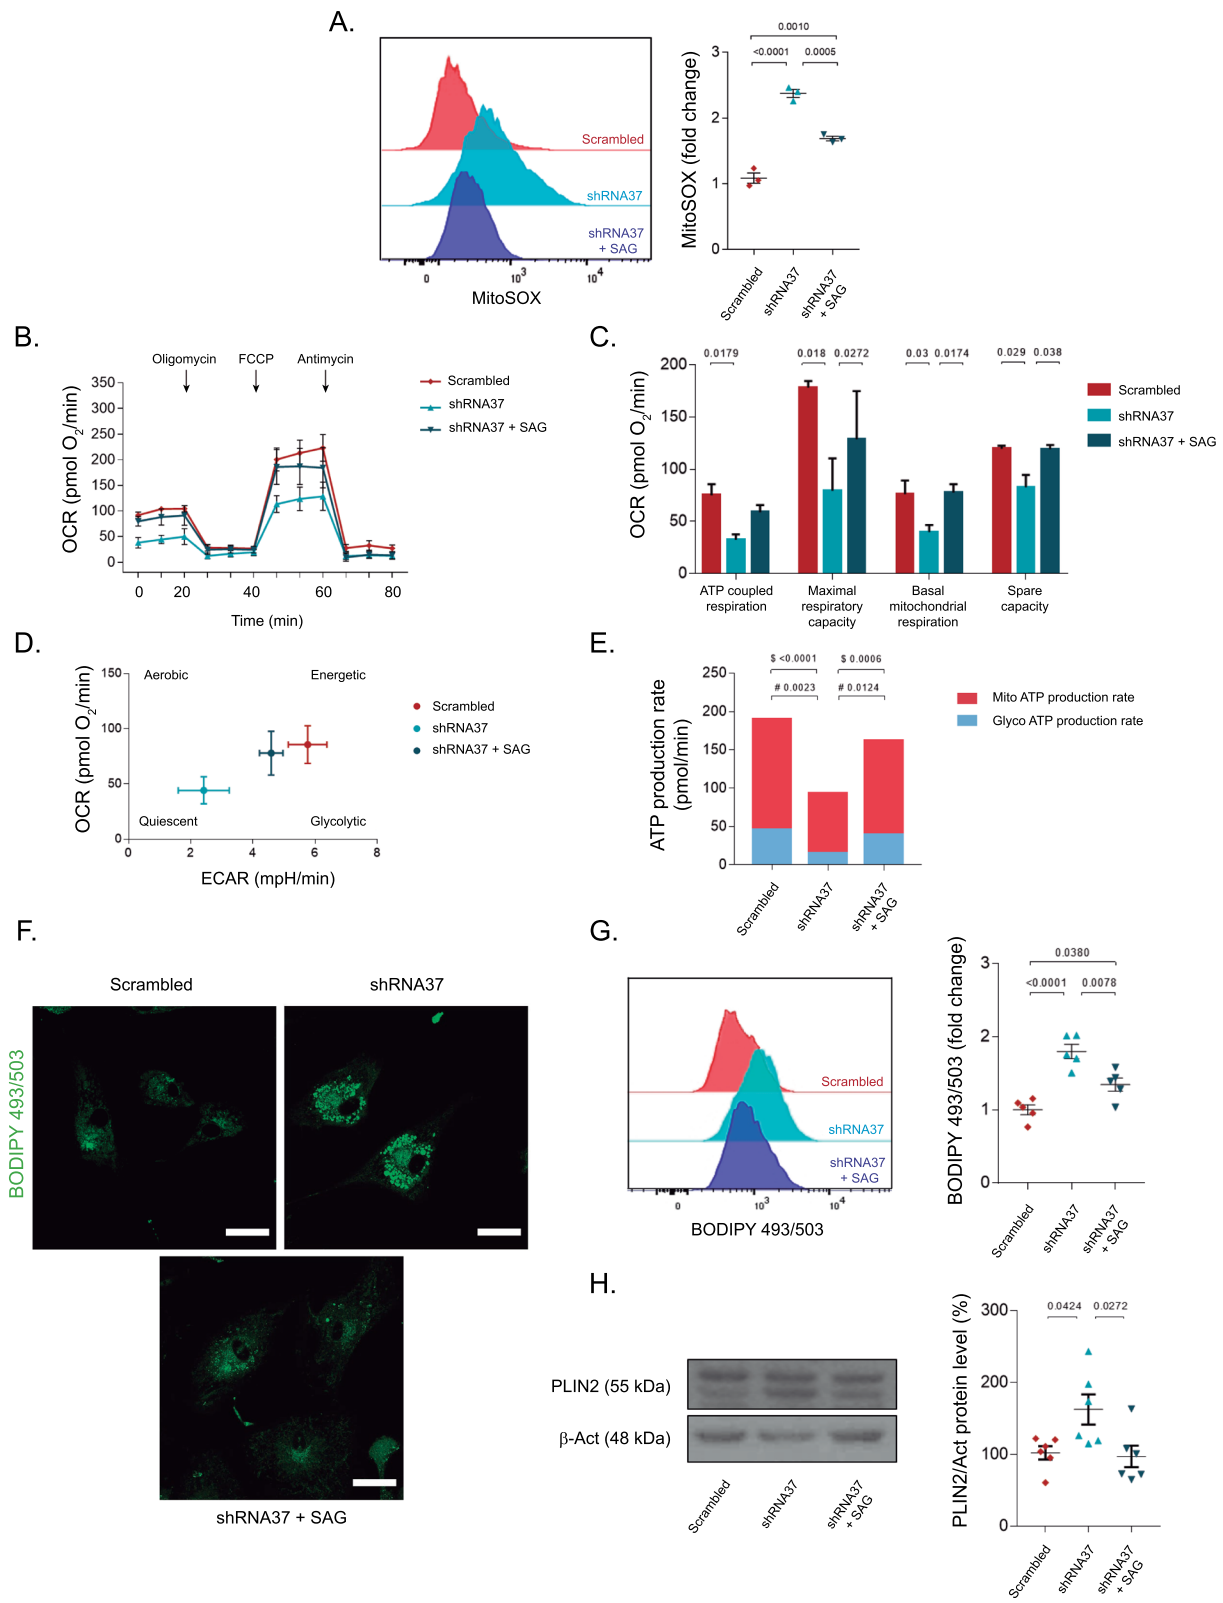 A.
Scrambled
shRNA37
shRNA37
+ SAG
0
10³
10⁴
MitoSOX
MitoSOX (fold change)
0.0010
<0.0001
0.0005
3
2
1
0
Scrambled
shRNA37
shRNA37
+ SAG
B.
Oligomycin
FCCP
Antimycin
OCR (pmol O₂/min)
350
300
250
200
150
100
50
0
0
20
40
60
80
Time (min)
Scrambled
shRNA37
shRNA37 + SAG
C.
OCR (pmol O₂/min)
0.0179
0.018
0.0272
0.03
0.0174
0.029
0.038
200
150
100
50
0
ATP coupled
respiration
Maximal
respiratory
capacity
Basal
mitochondrial
respiration
Spare
capacity
Scrambled
shRNA37
shRNA37 + SAG
D.
OCR (pmol O₂/min)
150
100
50
0
Aerobic
Energetic
Quiescent
Glycolytic
0
2
4
6
8
ECAR (mpH/min)
Scrambled
shRNA37
shRNA37 + SAG
E.
ATP production rate
(pmol/min)
$ <0.0001
$ 0.0006
# 0.0023
# 0.0124
250
200
150
100
50
0
Scrambled
shRNA37
shRNA37
+ SAG
Mito ATP production rate
Glyco ATP production rate
F.
Scrambled
shRNA37
BODIPY 493/503
shRNA37 + SAG
G.
Scrambled
shRNA37
shRNA37
+ SAG
0
10³
10⁴
BODIPY 493/503
BODIPY 493/503 (fold change)
0.0380
<0.0001
0.0078
3
2
1
0
Scrambled
shRNA37
shRNA37
+ SAG
H.
PLIN2 (55 kDa)
β-Act (48 kDa)
Scrambled
shRNA37
shRNA37
+ SAG
PLIN2/Act protein level (%)
0.0424
0.0272
300
200
100
0
Scrambled
shRNA37
shRNA37
+ SAG